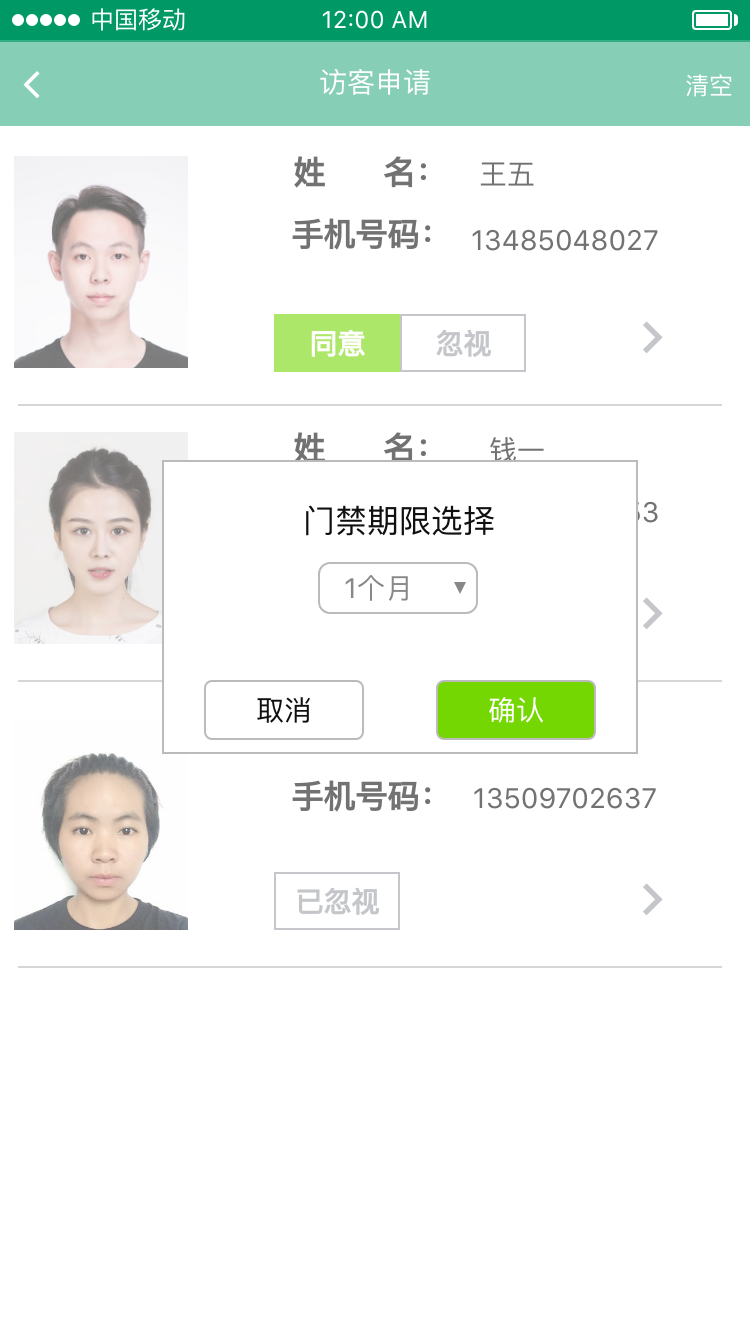 中国移动 12:00 AM
访客申请 清空
姓 名： 王五
手机号码： 13485048027
同意 忽视
姓 名： 钱一
53
门禁期限选择
1个月 ▼
取消 确认
手机号码： 13509702637
已忽视